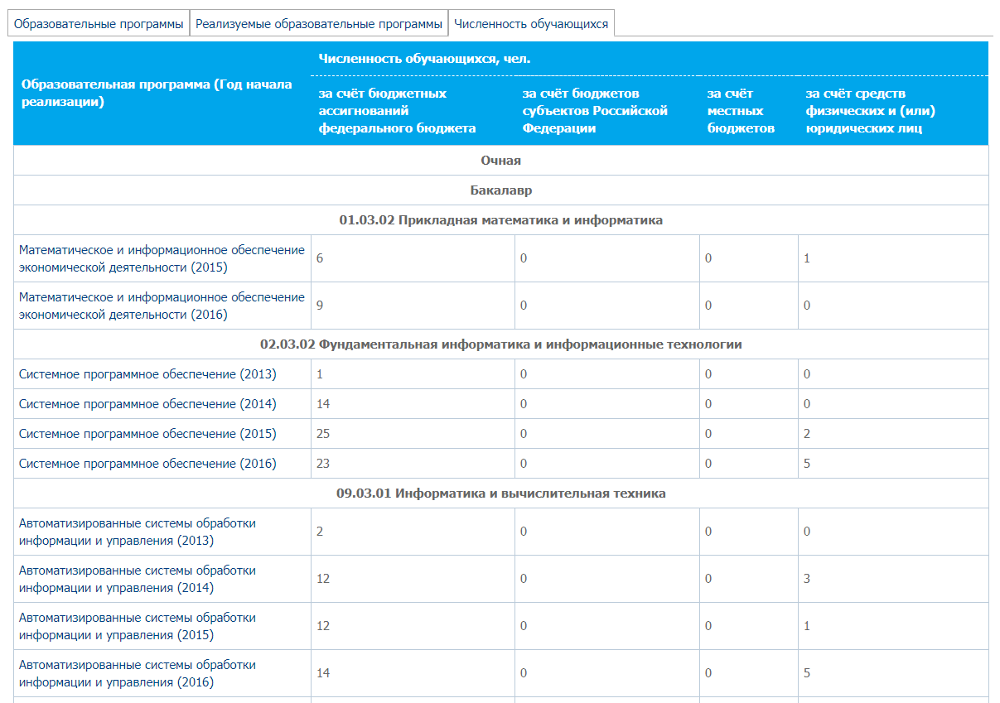 Образовательные программы Реализуемые образовательные программы Численность обучающихся
Численность обучающихся, чел.
Образовательная программа (Год начала
реализации)
за счёт бюджетных
ассигнований
федерального бюджета
за счёт бюджетов
субъектов Российской
Федерации
за счёт
местных
бюджетов
за счёт средств
физических и (или)
юридических лиц
Очная
Бакалавр
01.03.02 Прикладная математика и информатика
Математическое и информационное обеспечение
экономической деятельности (2015)
6 0 0 1
Математическое и информационное обеспечение
экономической деятельности (2016)
9 0 0 0
02.03.02 Фундаментальная информатика и информационные технологии
Системное программное обеспечение (2013) 1 0 0 0
Системное программное обеспечение (2014) 14 0 0 0
Системное программное обеспечение (2015) 25 0 0 2
Системное программное обеспечение (2016) 23 0 0 5
09.03.01 Информатика и вычислительная техника
Автоматизированные системы обработки
информации и управления (2013)
2 0 0 0
Автоматизированные системы обработки
информации и управления (2014)
12 0 0 3
Автоматизированные системы обработки
информации и управления (2015)
12 0 0 1
Автоматизированные системы обработки
информации и управления (2016)
14 0 0 5